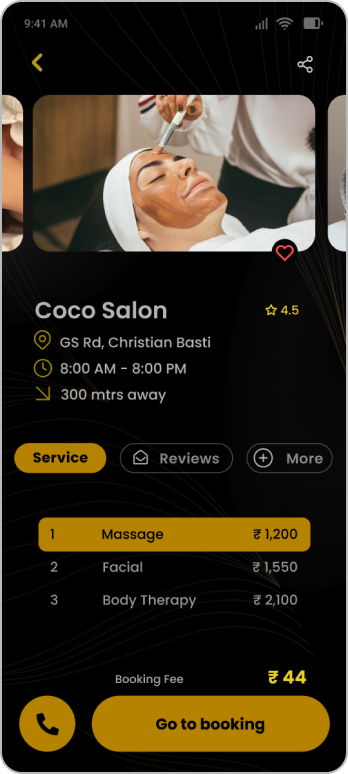 9:41 AM
Coco Salon
4.5
GS Rd, Christian Basti
8:00 AM - 8:00 PM
300 mtrs away
Service
Reviews
More
1 Massage ₹ 1,200
2 Facial ₹ 1,550
3 Body Therapy ₹ 2,100
Booking Fee ₹ 44
Go to booking